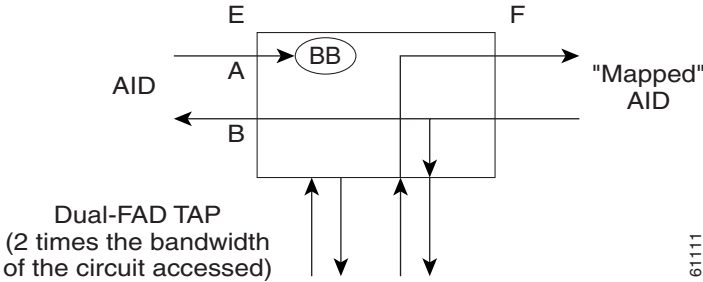 E
F
BB
A
AID
"Mapped"
AID
B
Dual-FAD TAP
(2 times the bandwidth
of the circuit accessed)
61111